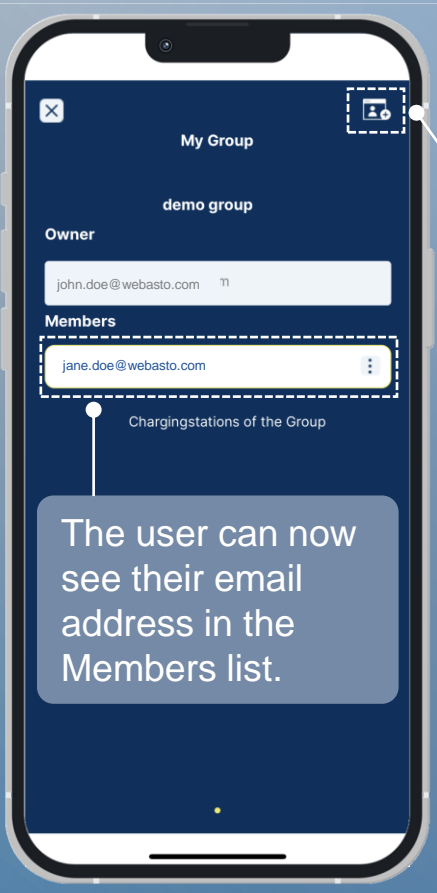 My Group
demo group
Owner
john.doe@webasto.com m
Members
jane.doe@webasto.com
Chargingstations of the Group
The user can now
see their email
address in the
Members list.